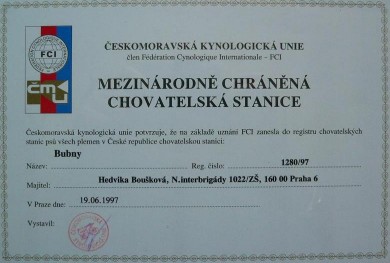 FCI
ČMKU
ČESKOMORAVSKÁ KYNOLOGICKÁ UNIE
člen Fédération Cynologique Internationale – FCI
MEZINÁRODNĚ CHRÁNĚNÁ
CHOVATELSKÁ STANICE
Českomoravská kynologická unie potvrzuje, že na základě uznání FCI zanesla do registru chovatelských
stanic psů všech plemen v České republice chovatelskou stanici:
Název: Bubny Reg. číslo: 1280/97
Majitel: Hedvika Boušková, N.interbrigády 1022/ZŠ, 160 00 Praha 6
V Praze dne: 19.06.1997
Vystavil: